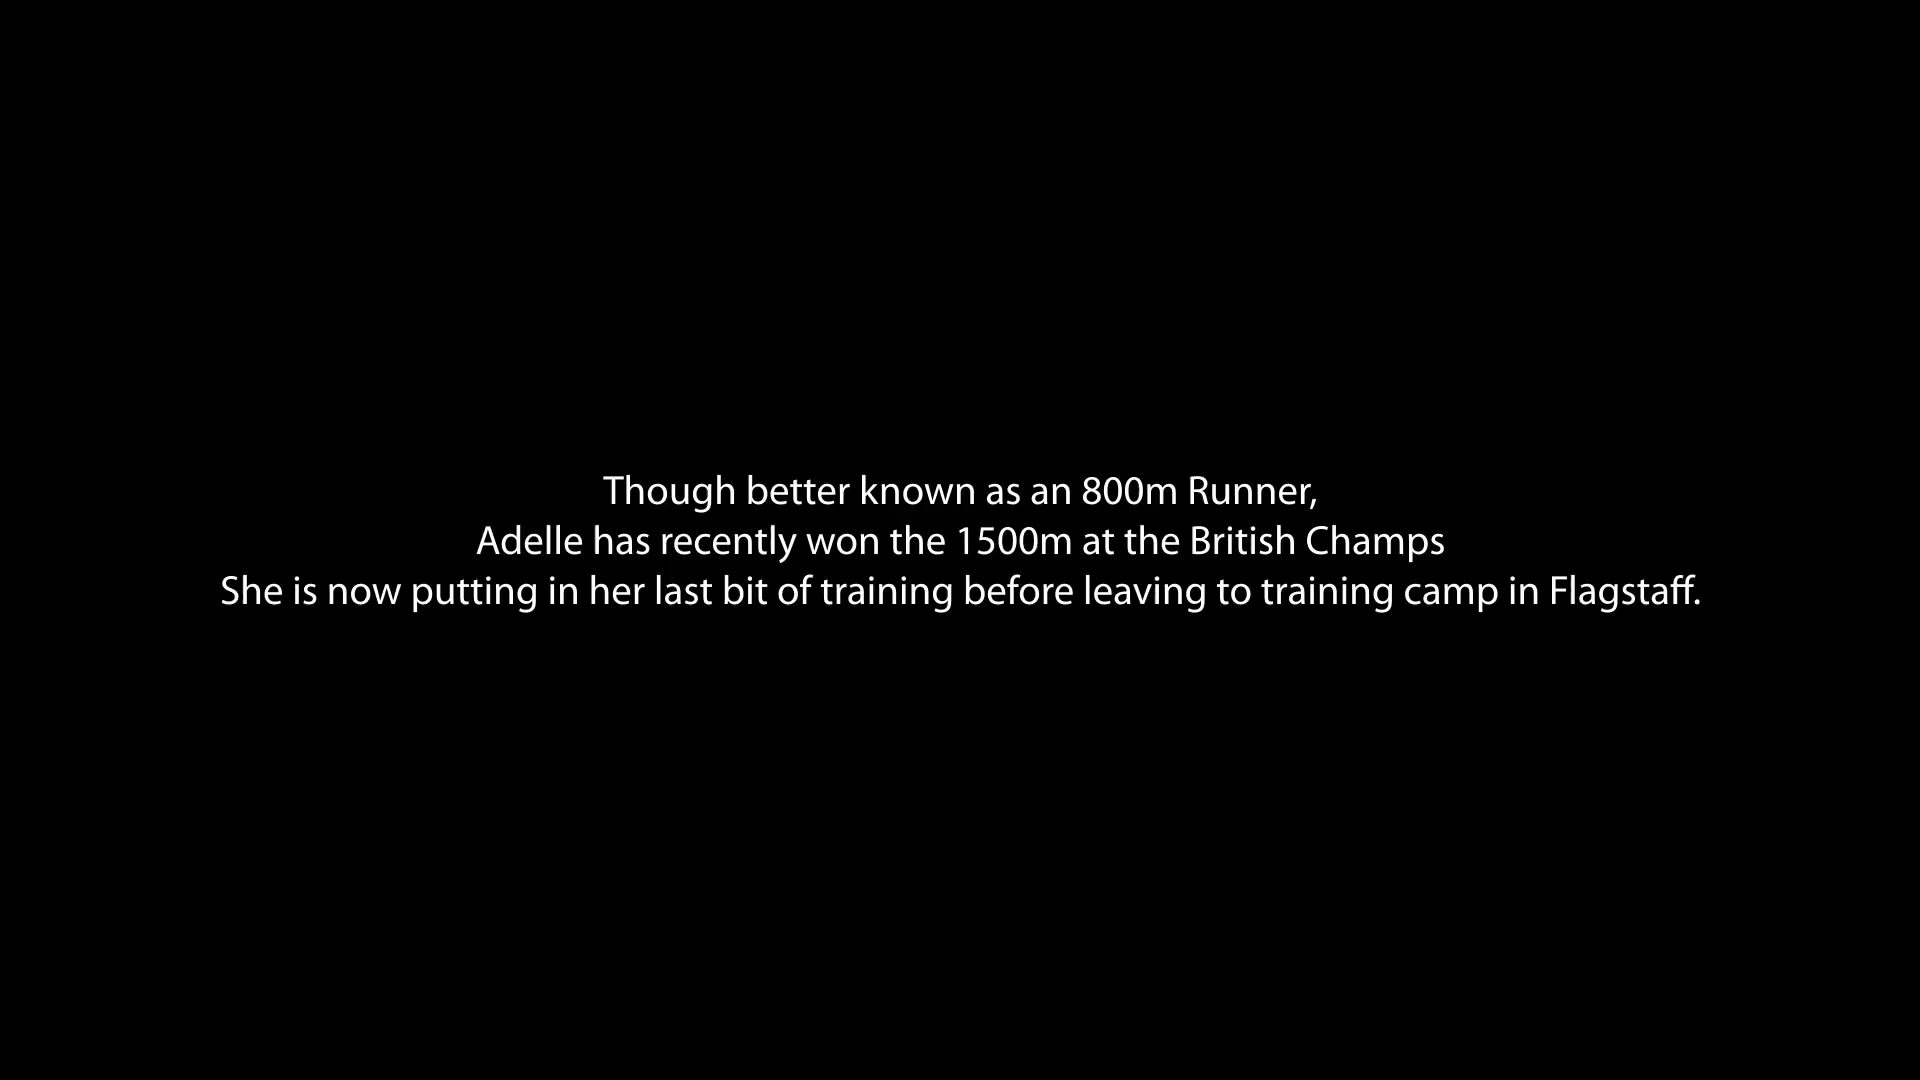 Though better known as an 800m Runner,
Adelle has recently won the 1500m at the British Champs
She is now putting in her last bit of training before leaving to training camp in Flagstaff.